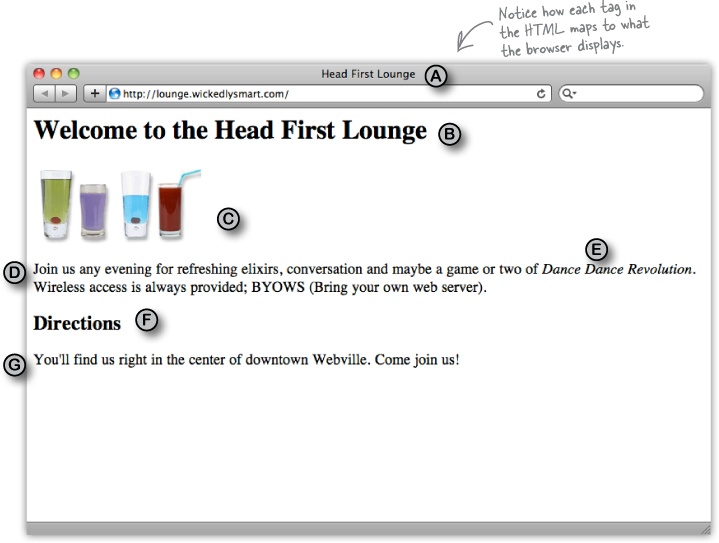 Notice how each tag in
the HTML maps to what
the browser displays.
Head First Lounge A
http://lounge.wickedlysmart.com/
Welcome to the Head First Lounge B
C
E
D Join us any evening for refreshing elixirs, conversation and maybe a game or two of Dance Dance Revolution.
Wireless access is always provided; BYOWS (Bring your own web server).
Directions F
G You'll find us right in the center of downtown Webville. Come join us!